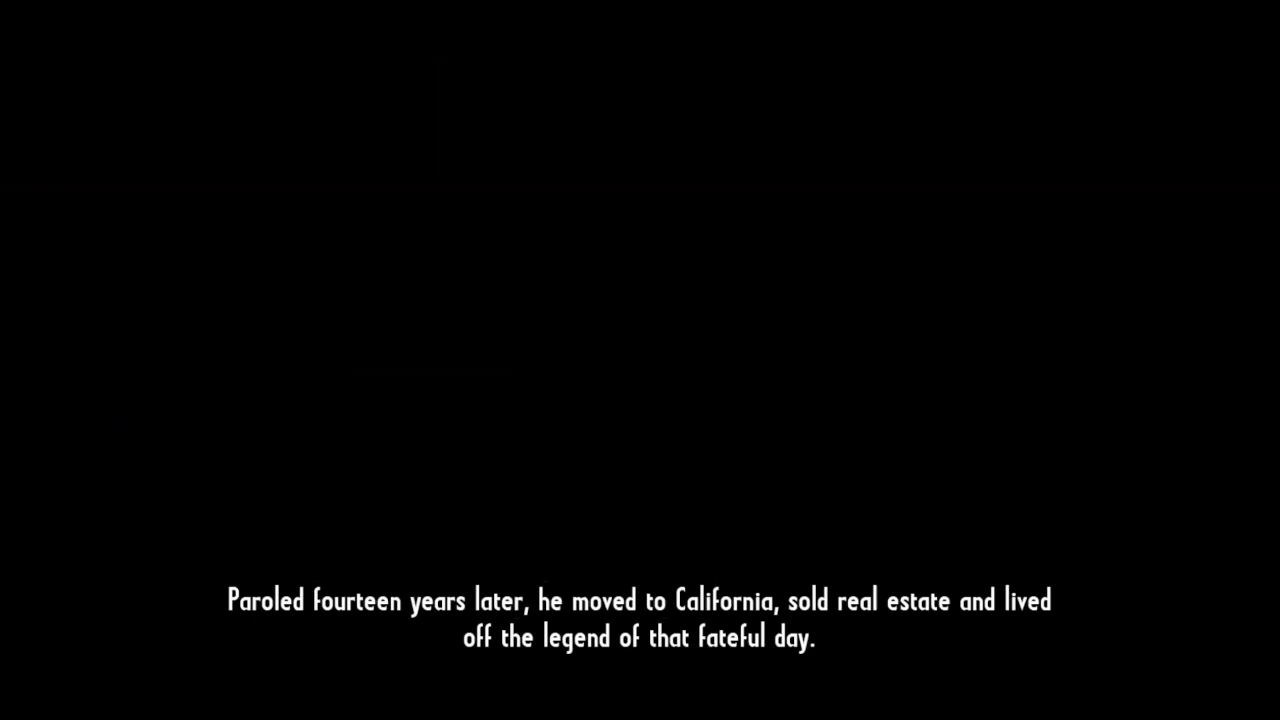 Paroled fourteen years later, he moved to California, sold real estate and lived
off the legend of that fateful day.